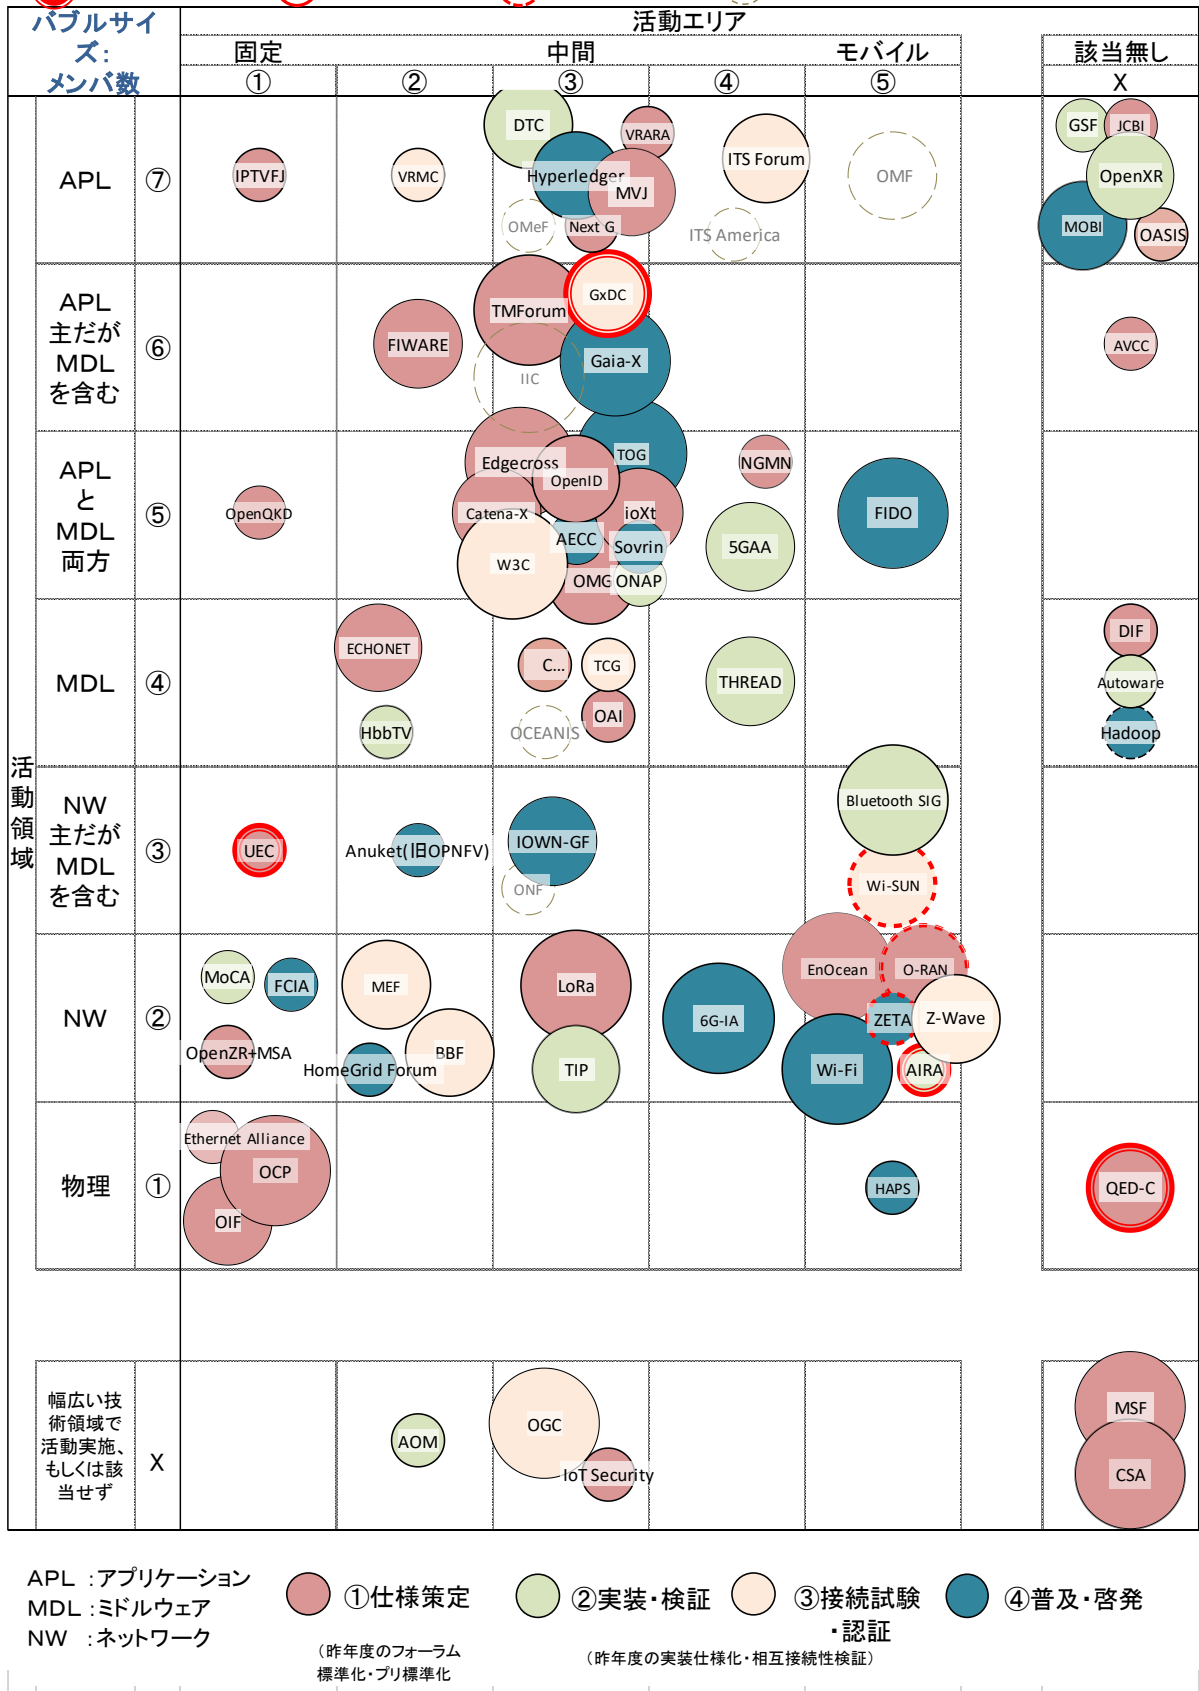 バブルサイ
ズ：
メンバ数
活動エリア
固定
中間
モバイル
該当無し
①
②
③
④
⑤
X
活動領域
APL
⑦
IPTVFJ
VRMC
DTC
VRARA
Hyperledger
MVJ
OMeF
Next G
ITS Forum
ITS America
OMF
GSF
JCBI
OpenXR
MOBI
OASIS
APL
主だが
MDL
を含む
⑥
FIWARE
TMForum
GxDC
Gaia-X
IIC
AVCC
APL
と
MDL
両方
⑤
OpenQKD
Edgecross
TOG
OpenID
Catena-X
ioXt
AECC
Sovrin
W3C
OMG
ONAP
NGMN
5GAA
FIDO
MDL
④
ECHONET
HbbTV
C...
TCG
OAI
OCEANIS
THREAD
DIF
Autoware
Hadoop
NW
主だが
MDL
を含む
③
UEC
Anuket(旧OPNFV)
IOWN-GF
ONF
Bluetooth SIG
Wi-SUN
NW
②
MoCA
FCIA
OpenZR+MSA
MEF
BBF
HomeGrid Forum
LoRa
TIP
6G-IA
EnOcean
O-RAN
ZETA
Z-Wave
Wi-Fi
AIRA
物理
①
Ethernet Alliance
OCP
OIF
HAPS
QED-C
幅広い技
術領域で
活動実施、
もしくは該
当せず
X
AOM
OGC
IoT Security
MSF
CSA
APL ：アプリケーション
MDL ：ミドルウェア
NW ：ネットワーク
①仕様策定
②実装・検証
③接続試験
・認証
④普及・啓発
（昨年度のフォーラム
標準化・プリ標準化
（昨年度の実装仕様化・相互接続性検証）